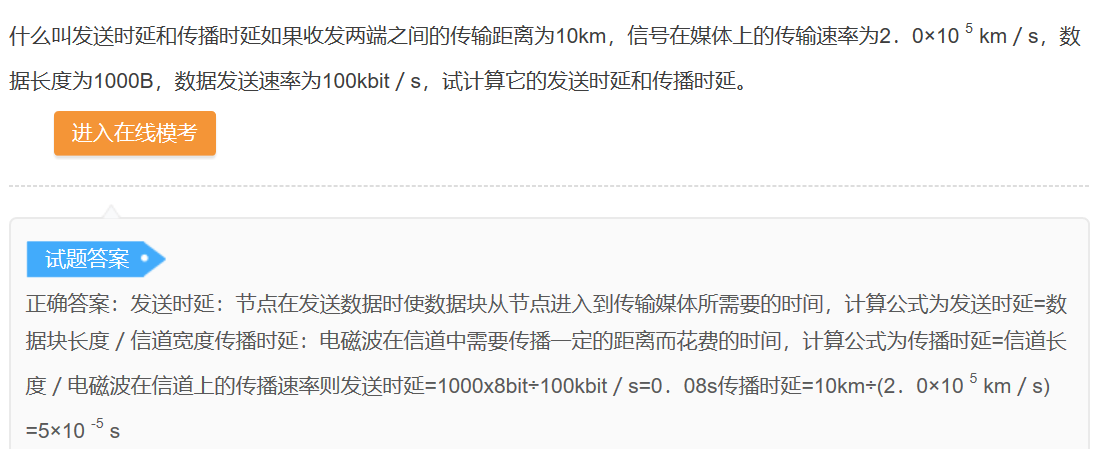 什么叫发送时延和传播时延如果收发两端之间的传输距离为10km，信号在媒体上的传输速率为2．0×10 ⁵ km／s，数
据长度为1000B，数据发送速率为100kbit／s，试计算它的发送时延和传播时延。
进入在线模考
试题答案
正确答案：发送时延：节点在发送数据时使数据块从节点进入到传输媒体所需要的时间，计算公式为发送时延=数
据块长度／信道宽度传播时延：电磁波在信道中需要传播一定的距离而花费的时间，计算公式为传播时延=信道长
度／电磁波在信道上的传播速率则发送时延=1000x8bit÷100kbit／s=0．08s传播时延=10km÷(2．0×10 ⁵ km／s)
=5×10 ⁻⁵ s